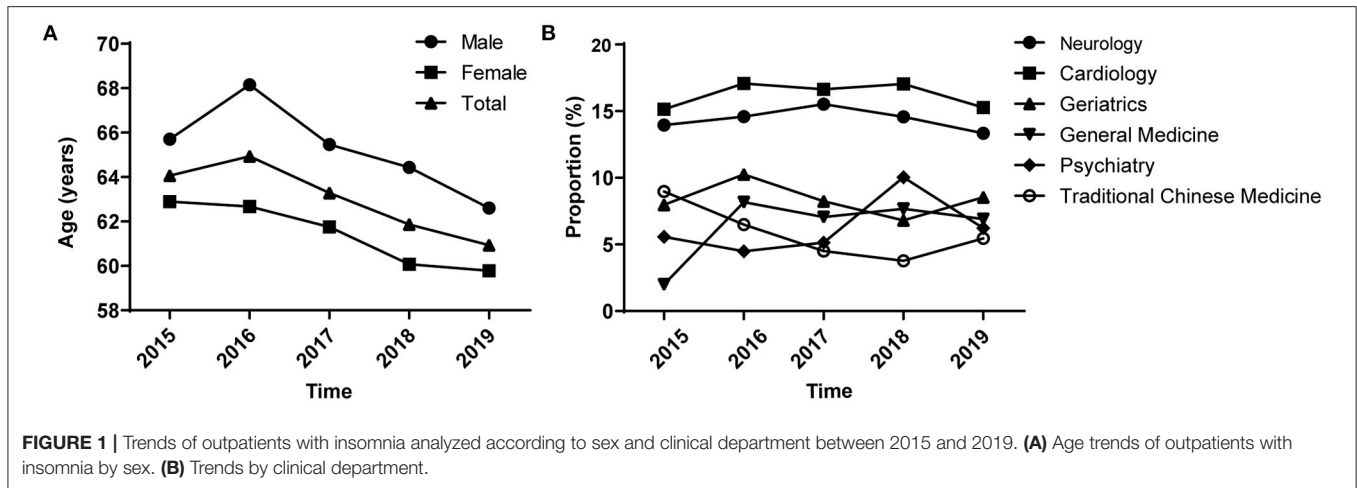 A
70
68
66
64
62
60
58
Age (years)
2015
2016
2017
2018
2019
Time
Male
Female
Total
B
20
15
10
5
0
Proportion (%)
2015
2016
2017
2018
2019
Time
Neurology
Cardiology
Geriatrics
General Medicine
Psychiatry
Traditional Chinese Medicine
FIGURE 1 | Trends of outpatients with insomnia analyzed according to sex and clinical department between 2015 and 2019. (A) Age trends of outpatients with
insomnia by sex. (B) Trends by clinical department.